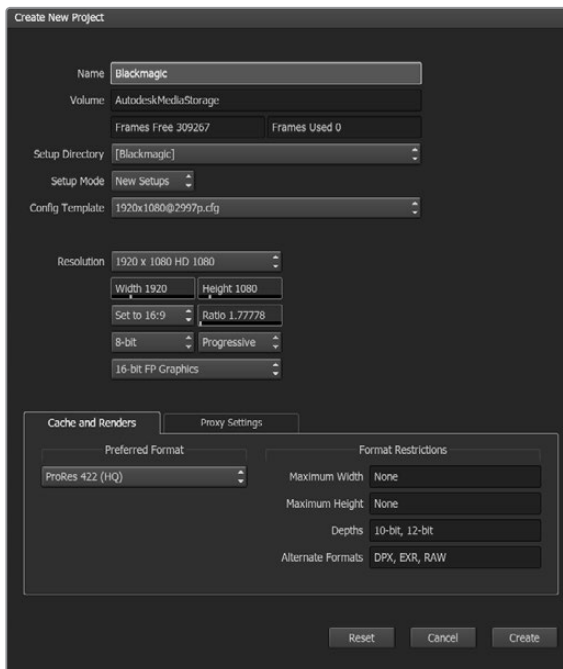 Create New Project
Name Blackmagic
Volume AutodeskMediaStorage
Frames Free 309267 Frames Used 0
Setup Directory [Blackmagic]
Setup Mode New Setups
Config Template 1920x1080@2997p.cfg
Resolution 1920 x 1080 HD 1080
Width 1920 Height 1080
Set to 16:9 Ratio 1.77778
8-bit Progressive
16-bit FP Graphics
Cache and Renders Proxy Settings
Preferred Format Format Restrictions
ProRes 422 (HQ) Maximum Width None
Maximum Height None
Depths 10-bit, 12-bit
Alternate Formats DPX, EXR, RAW
Reset Cancel Create